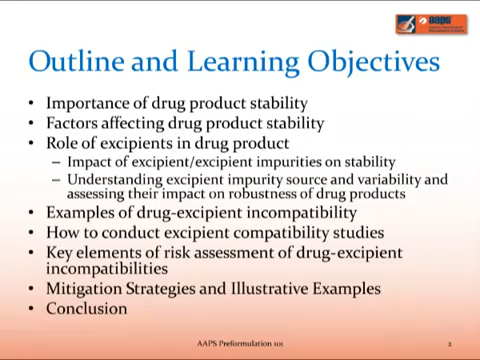 aaps
Outline and Learning Objectives
• Importance of drug product stability
• Factors affecting drug product stability
• Role of excipients in drug product
– Impact of excipient/excipient impurities on stability
– Understanding excipient impurity source and variability and
assessing their impact on robustness of drug products
• Examples of drug-excipient incompatibility
• How to conduct excipient compatibility studies
• Key elements of risk assessment of drug-excipient
incompatibilities
• Mitigation Strategies and Illustrative Examples
• Conclusion
AAPS Preformulation 101